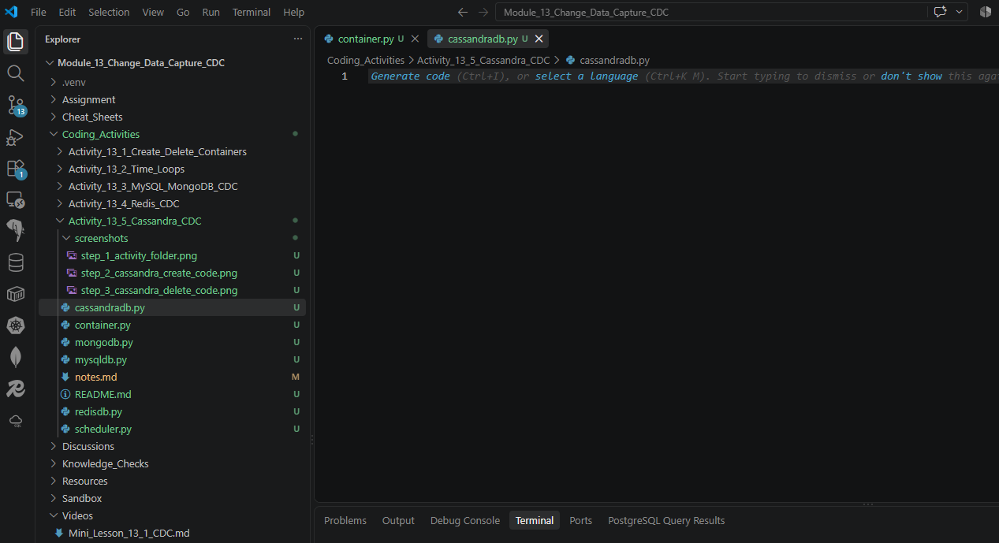 File Edit Selection View Go Run Terminal Help
Module_13_Change_Data_Capture_CDC
Explorer
Module_13_Change_Data_Capture_CDC
.venv
Assignment
Cheat_Sheets
Coding_Activities
Activity_13_1_Create_Delete_Containers
Activity_13_2_Time_Loops
Activity_13_3_MySQL_MongoDB_CDC
Activity_13_4_Redis_CDC
Activity_13_5_Cassandra_CDC
screenshots
step_1_activity_folder.png U
step_2_cassandra_create_code.png U
step_3_cassandra_delete_code.png U
cassandradb.py U
container.py U
mongodb.py U
mysqldb.py U
notes.md M
README.md U
redisdb.py U
scheduler.py U
Discussions
Knowledge_Checks
Resources
Sandbox
Videos
Mini_Lesson_13_1_CDC.md
13
1
container.py U cassandradb.py U
Coding_Activities > Activity_13_5_Cassandra_CDC > cassandradb.py
1 Generate code (Ctrl+I), or select a language (Ctrl+K M). Start typing to dismiss or don't show this aga
Problems Output Debug Console Terminal Ports PostgreSQL Query Results